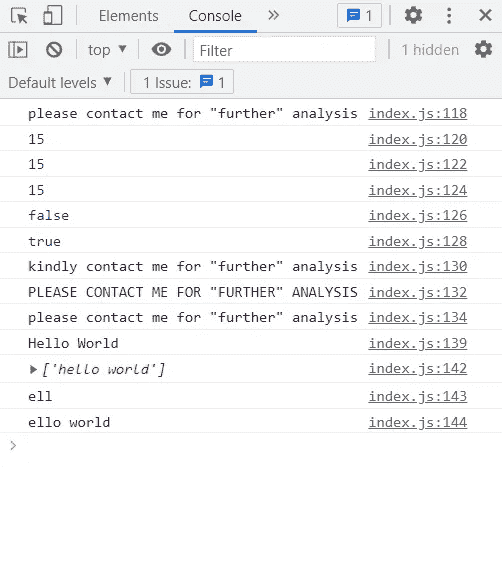 Elements Console » 1
top Filter 1 hidden
Default levels 1 Issue: 1
please contact me for "further" analysis index.js:118
15 index.js:120
15 index.js:122
15 index.js:124
false index.js:126
true index.js:128
kindly contact me for "further" analysis index.js:130
PLEASE CONTACT ME FOR "FURTHER" ANALYSIS index.js:132
please contact me for "further" analysis index.js:134
Hello World index.js:139
['hello world'] index.js:142
ell index.js:143
ello world index.js:144